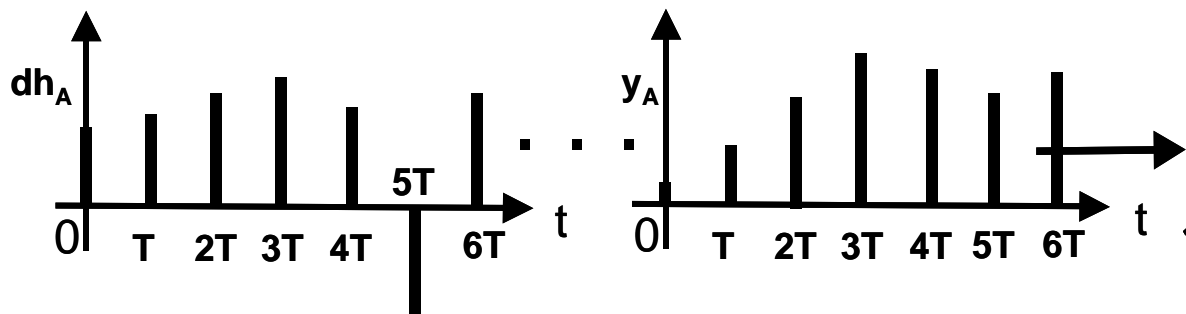 dhA
5T
0
T 2T 3T 4T 6T
t
. . .
yA
0
T 2T 3T 4T 5T 6T
t